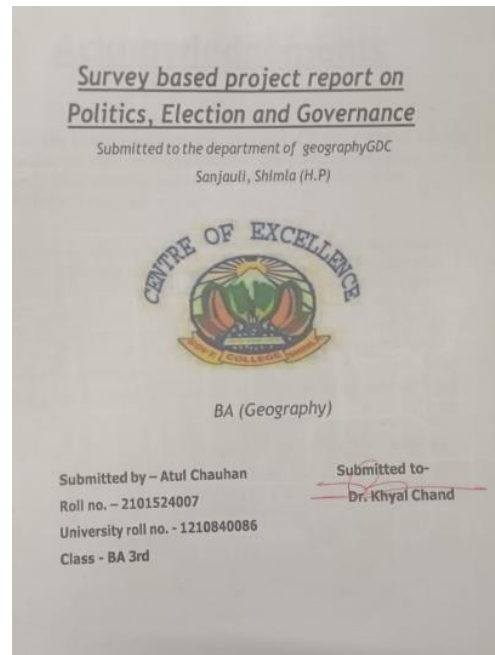 Survey based project report on
Politics, Election and Governance
Submitted to the department of geographyGDC
Sanjauli, Shimla (H.P)
CENTRE OF EXCELLENCE
GOVT. COLLEGE
BA (Geography)
Submitted by – Atul Chauhan
Roll no. – 2101524007
University roll no. - 1210840086
Class - BA 3rd
Submitted to-
Dr. Khyal Chand